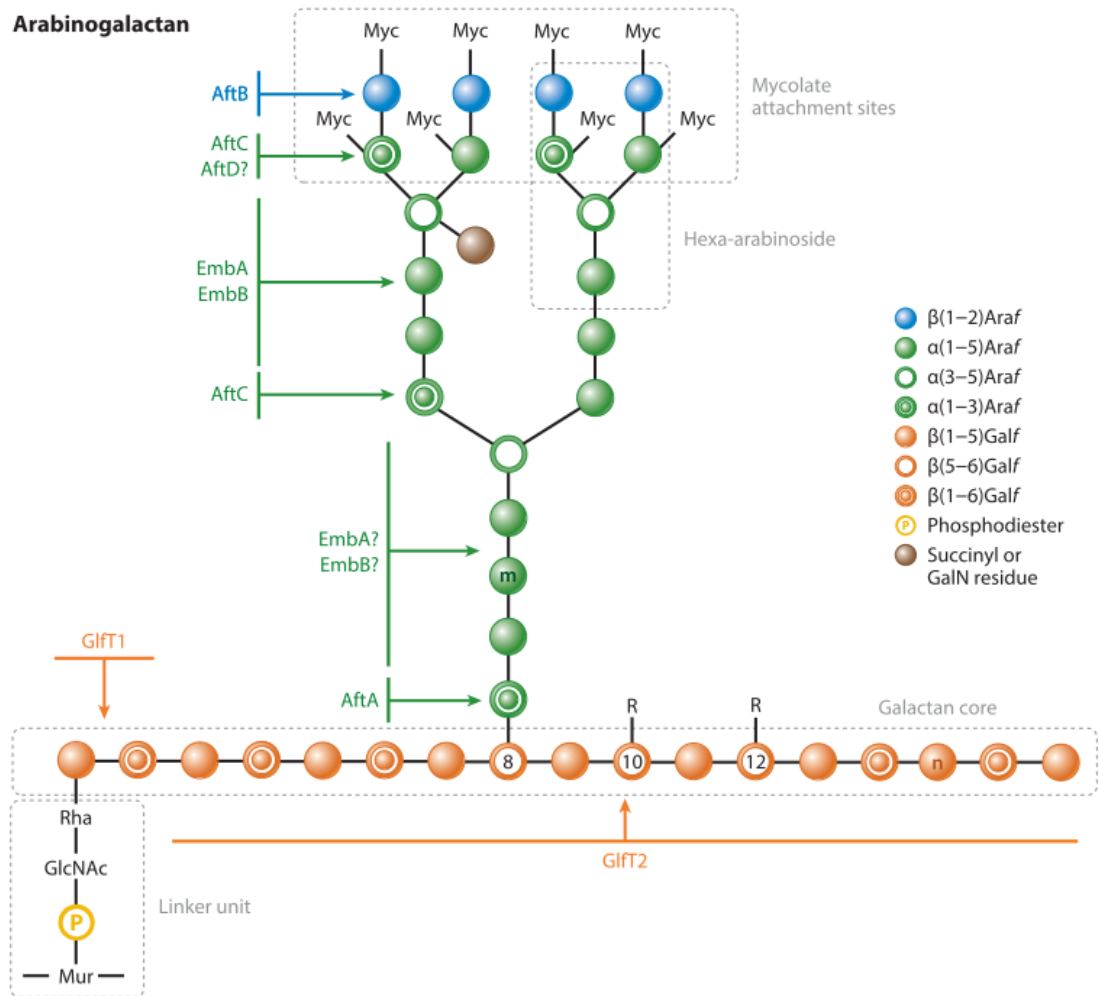 Arabinogalactan
Myc
Myc
Myc
Myc
AftB
Mycolate
attachment sites
Myc
Myc
Myc
Myc
AftC
AftD?
Hexa-arabinoside
EmbA
EmbB
β(1–2)Araf
α(1–5)Araf
α(3–5)Araf
α(1–3)Araf
β(1–5)Galf
β(5–6)Galf
β(1–6)Galf
P Phosphodiester
Succinyl or
GalN residue
AftC
EmbA?
EmbB?
m
GlfT1
AftA
R
R
Galactan core
8
10
12
n
Rha
GlcNAc
P
Mur
Linker unit
GlfT2